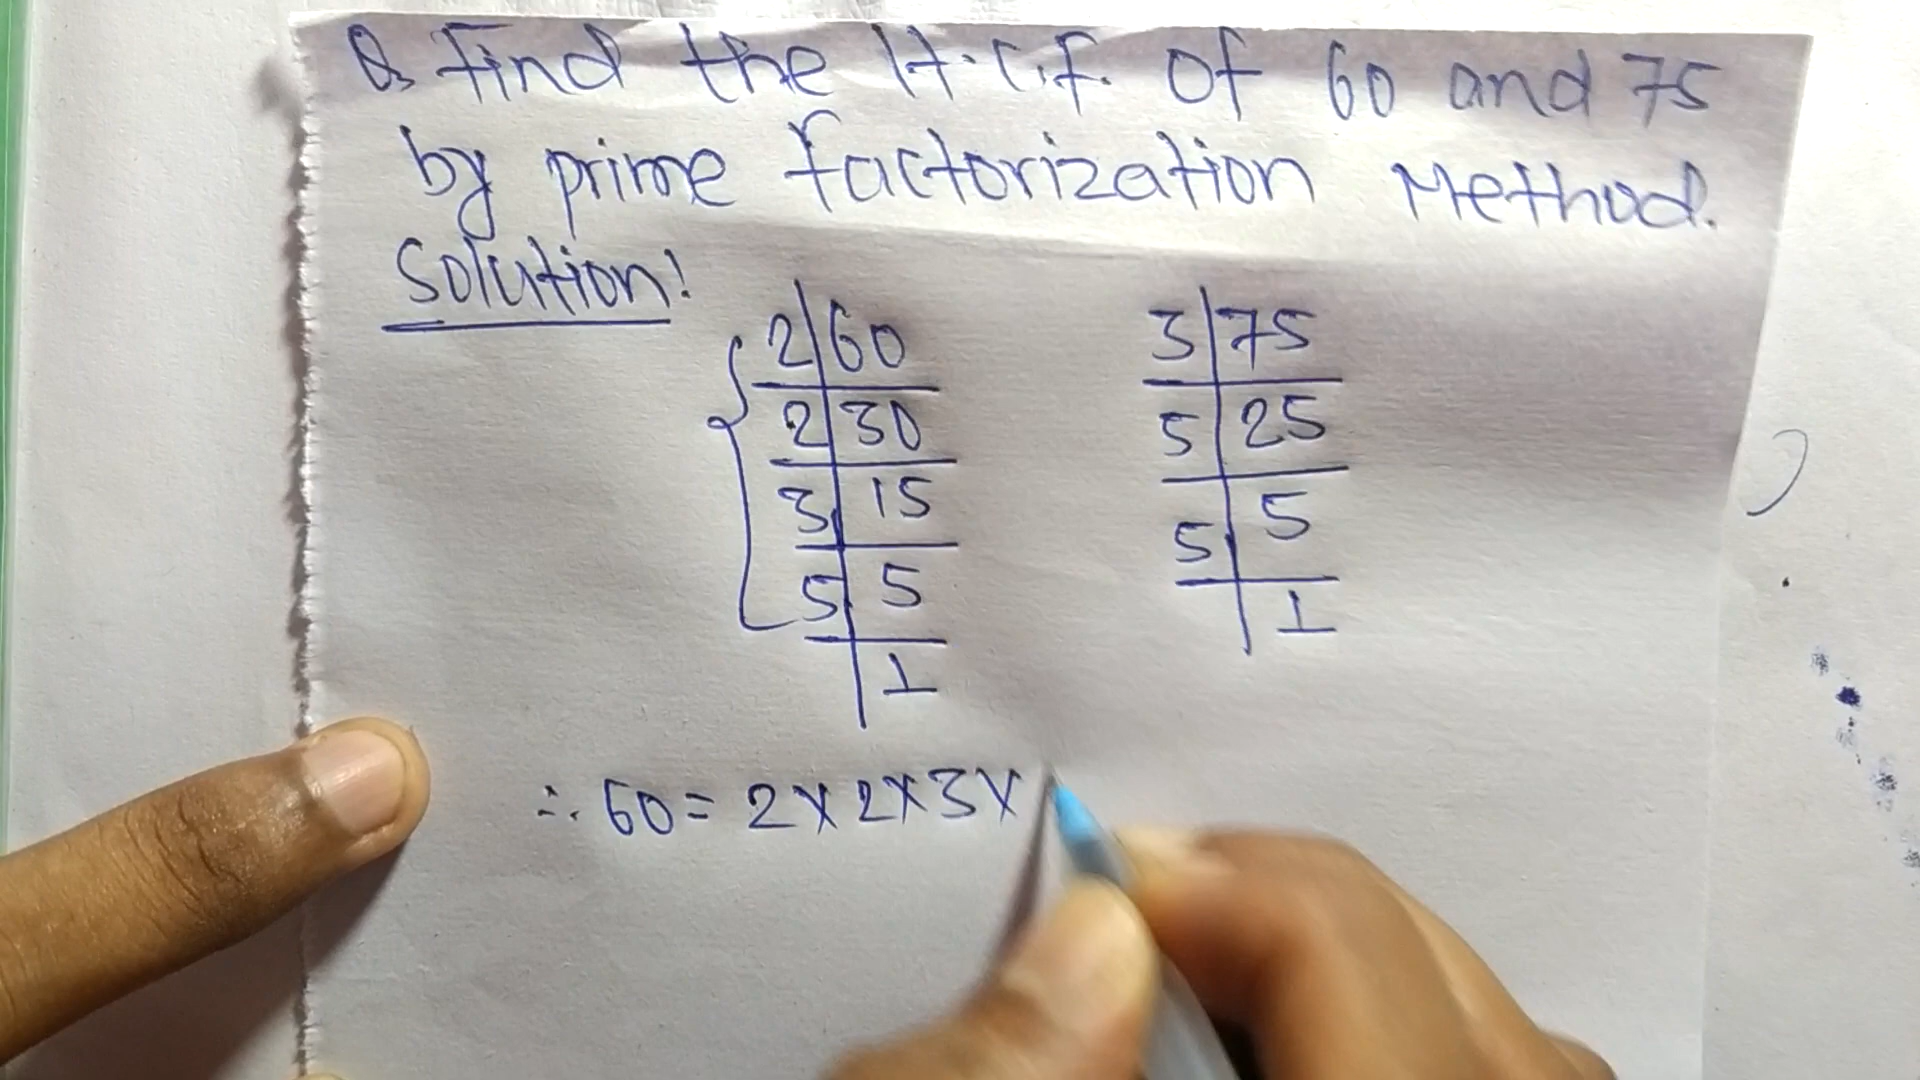 Q, Find the H.C.F. Of 60 and 75
by prime factorization Method.
Solution:
2|60
2|30
3|15
5|5
1
3|75
5|25
5|5
1
∴ 60 = 2 × 2 × 3 ×